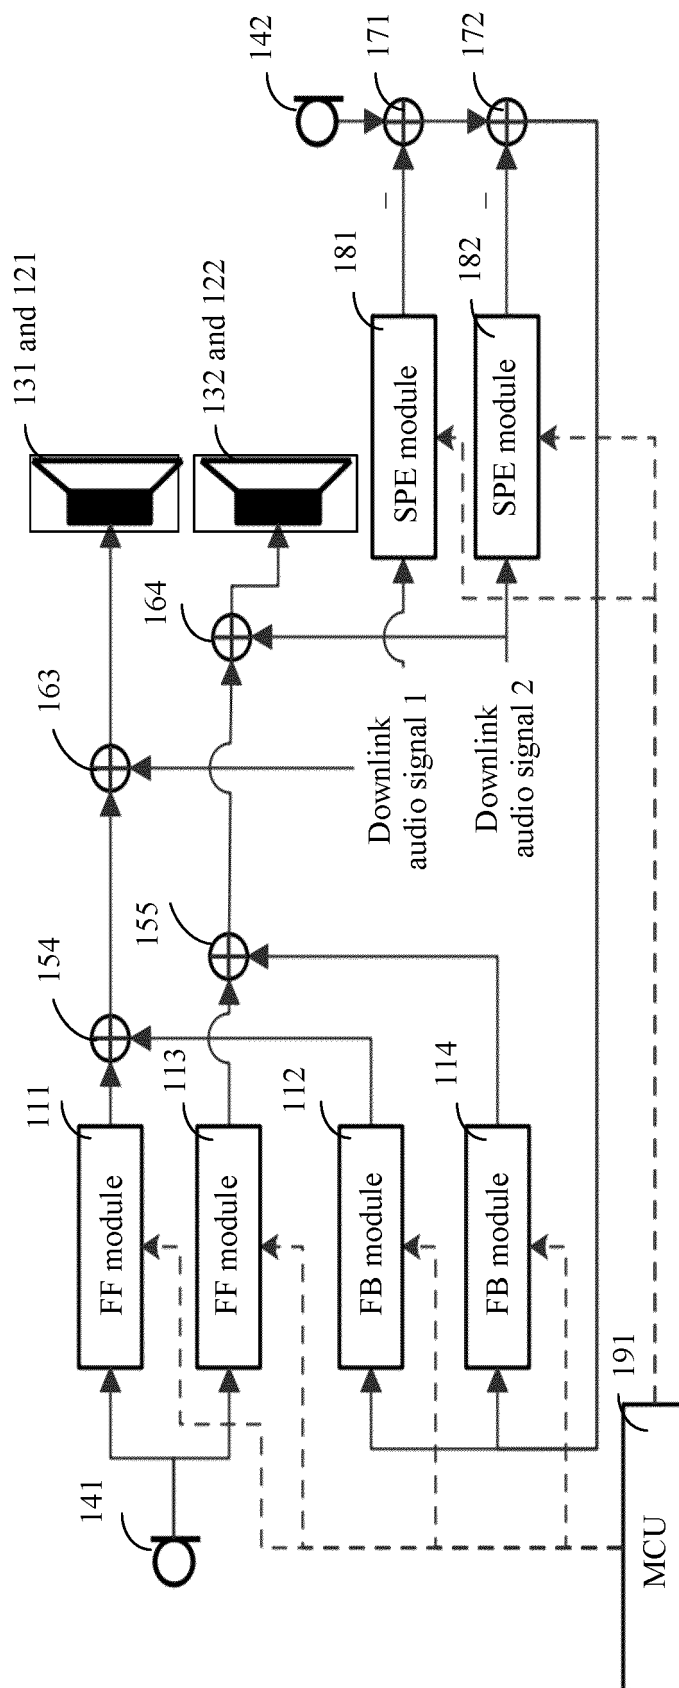 131 and 121
132 and 122
142
171
172
181
182
SPE module
SPE module
163
164
Downlink
audio signal 1
Downlink
audio signal 2
154
155
111
FF module
113
FF module
112
FB module
114
FB module
141
191
MCU
–
–